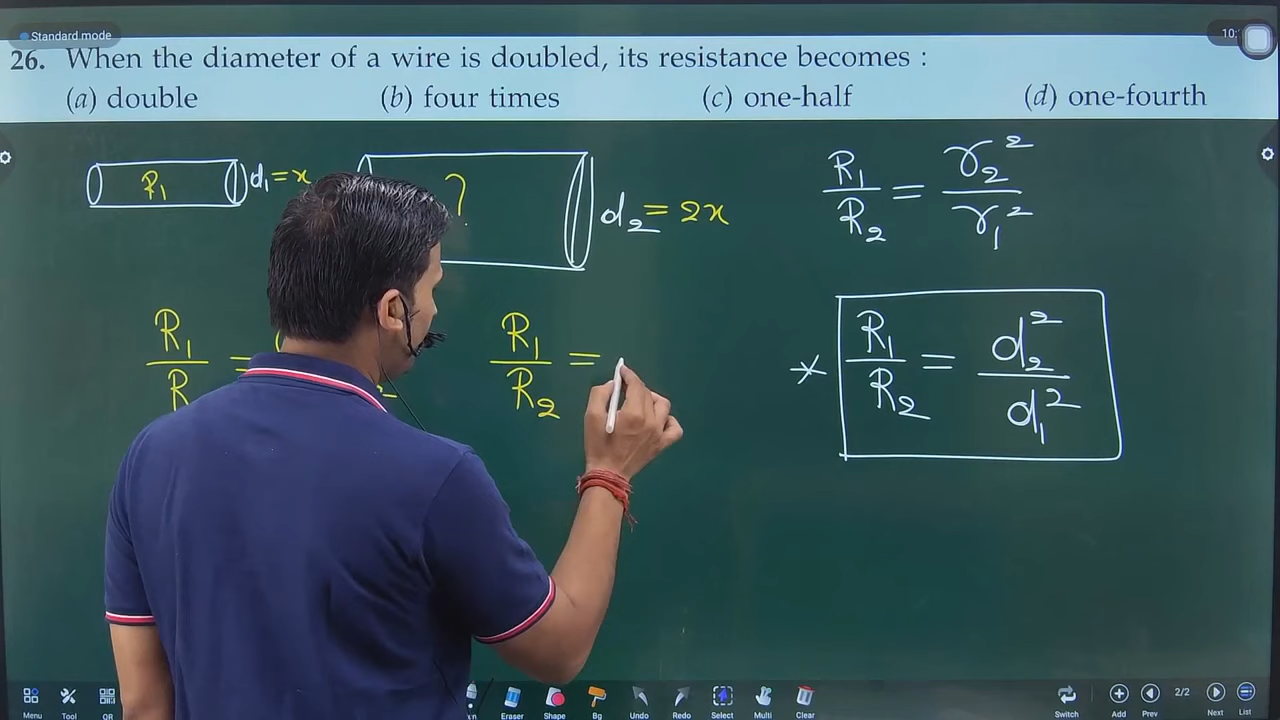 Standard mode
26. When the diameter of a wire is doubled, its resistance becomes :
(a) double (b) four times (c) one-half (d) one-fourth
R₁ d₁ = x ? d₂ = 2x
R₁/R₂ = r₂²/r₁²
R₁/R =
R₁/R₂ =
* R₁/R₂ = d₂²/d₁²
Menu Tool QR Eraser Shape Bg Undo Redo Select Multi Clear Switch Add Prev 2/2 Next List